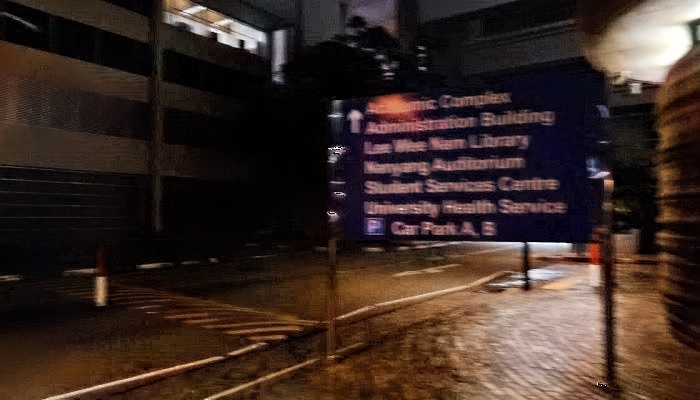 Academic Complex
Administration Building
Lee Wee Nam Library
Nanyang Auditorium
Student Services Centre
University Health Service
P Car Park A, B